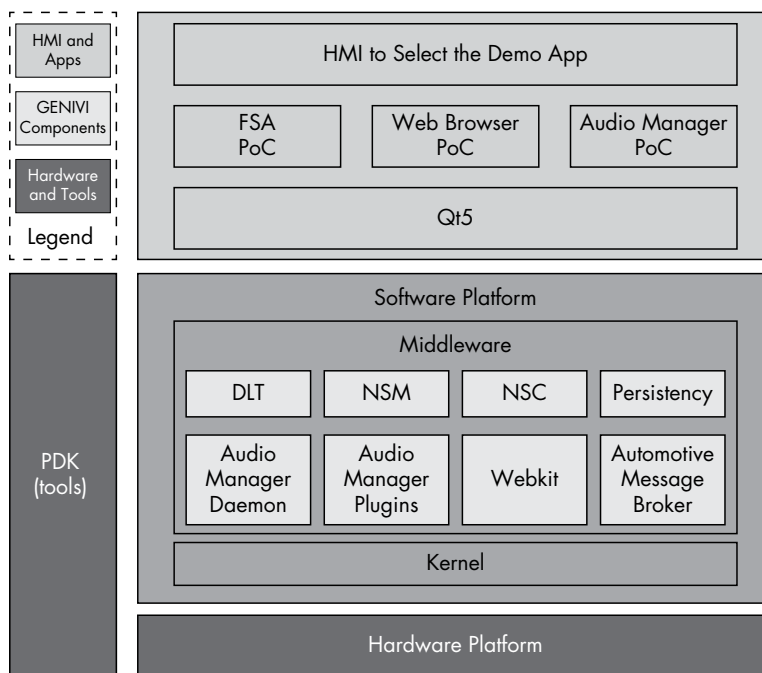 HMI and
Apps
GENIVI
Components
Hardware
and Tools
Legend
HMI to Select the Demo App
FSA
PoC
Web Browser
PoC
Audio Manager
PoC
Qt5
PDK
(tools)
Software Platform
Middleware
DLT
NSM
NSC
Persistency
Audio
Manager
Daemon
Audio
Manager
Plugins
Webkit
Automotive
Message
Broker
Kernel
Hardware Platform